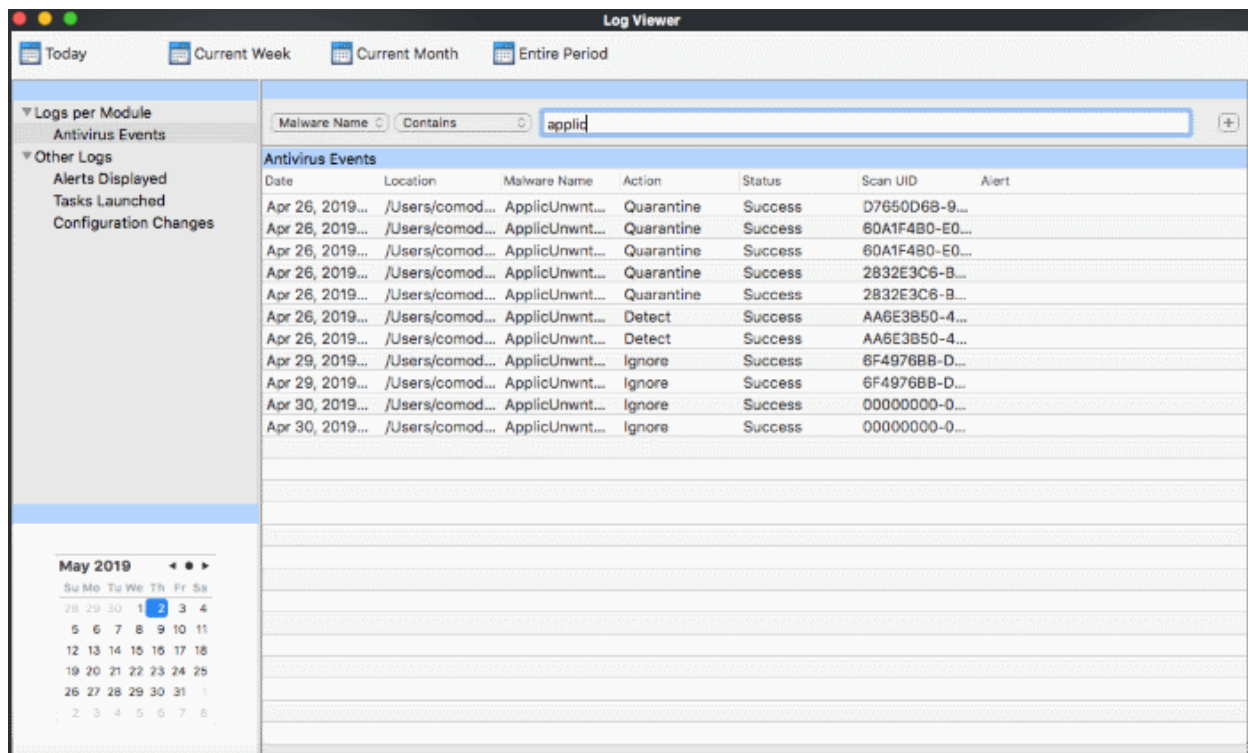 Log Viewer
Today Current Week Current Month Entire Period
Logs per Module
Antivirus Events
Other Logs
Alerts Displayed
Tasks Launched
Configuration Changes
Malware Name Contains applic
Antivirus Events
Date Location Malware Name Action Status Scan UID Alert
Apr 26, 2019... /Users/comod... ApplicUnwnt... Quarantine Success D7650D6B-9...
Apr 26, 2019... /Users/comod... ApplicUnwnt... Quarantine Success 60A1F4B0-E0...
Apr 26, 2019... /Users/comod... ApplicUnwnt... Quarantine Success 60A1F4B0-E0...
Apr 26, 2019... /Users/comod... ApplicUnwnt... Quarantine Success 2832E3C6-B...
Apr 26, 2019... /Users/comod... ApplicUnwnt... Quarantine Success 2832E3C6-B...
Apr 26, 2019... /Users/comod... ApplicUnwnt... Detect Success AA6E3B50-4...
Apr 26, 2019... /Users/comod... ApplicUnwnt... Detect Success AA6E3B50-4...
Apr 29, 2019... /Users/comod... ApplicUnwnt... Ignore Success 6F4976BB-D...
Apr 29, 2019... /Users/comod... ApplicUnwnt... Ignore Success 6F4976BB-D...
Apr 30, 2019... /Users/comod... ApplicUnwnt... Ignore Success 00000000-0...
Apr 30, 2019... /Users/comod... ApplicUnwnt... Ignore Success 00000000-0...
May 2019
Su Mo Tu We Th Fr Sa
28 29 30 1 2 3 4
5 6 7 8 9 10 11
12 13 14 15 16 17 18
19 20 21 22 23 24 25
26 27 28 29 30 31 1
2 3 4 5 6 7 8